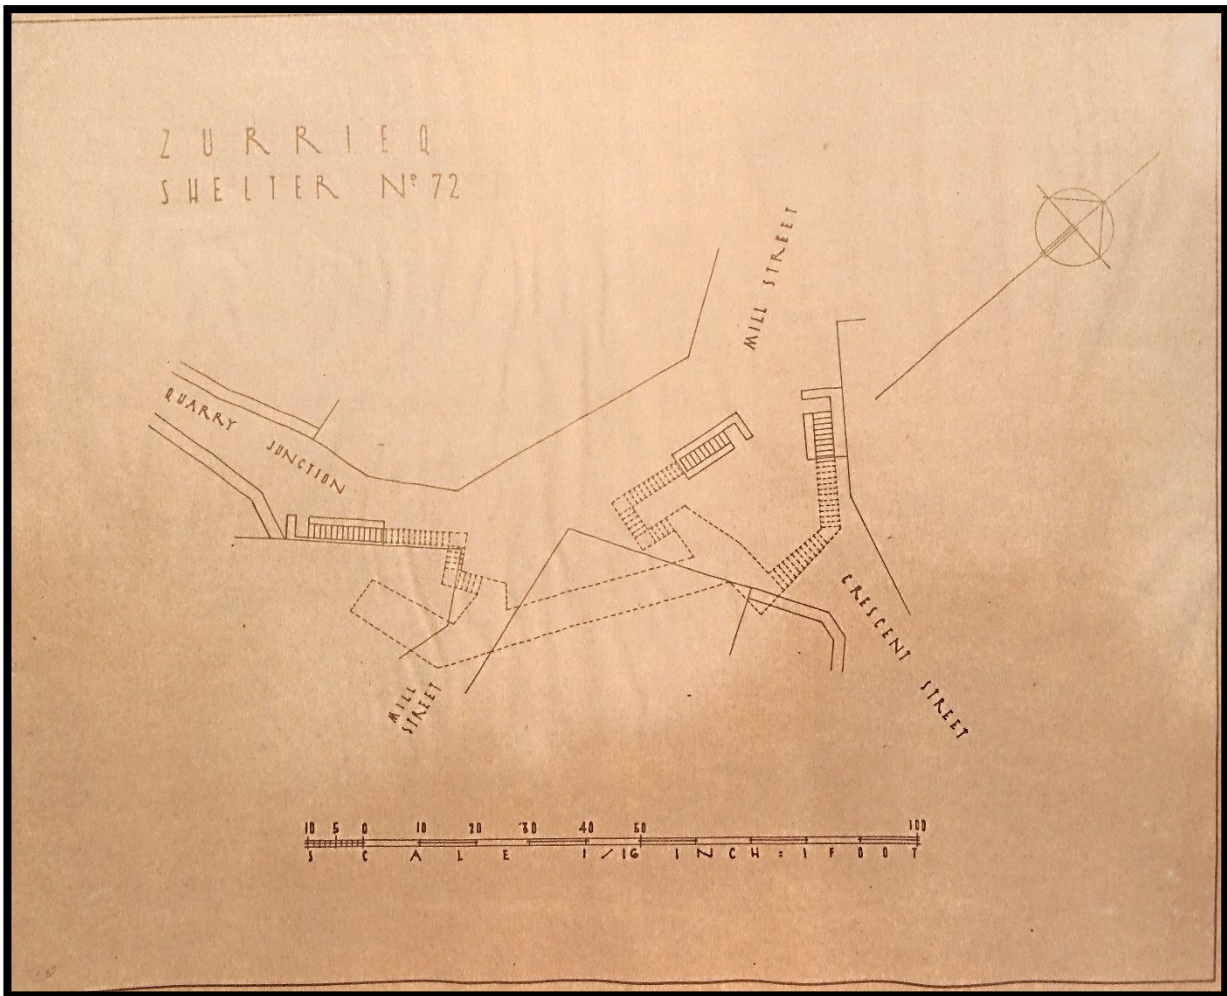 ZURRIEQ
SHELTER Nº 72
MILL STREET
QUARRY JUNCTION
CRESCENT STREET
MILL
STREET
10 5 0 10 20 30 40 50 100
SCALE 1/16 INCH = 1 FOOT